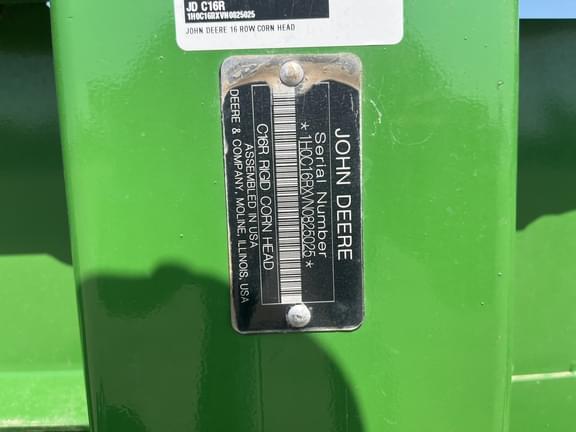 JD C16R
1H0C16RXVN0825025
JOHN DEERE 16 ROW CORN HEAD
JOHN DEERE
Serial Number
*1H0C16RXVN0825025*
C16R RIGID CORN HEAD
ASSEMBLED IN USA
DEERE & COMPANY, MOLINE, ILLINOIS, USA